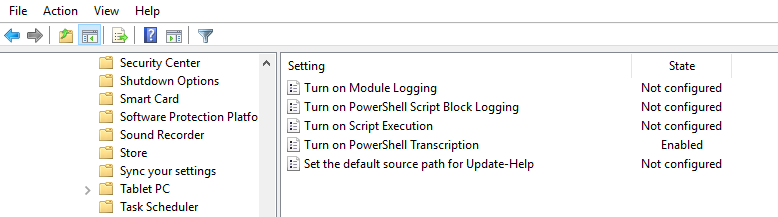 File Action View Help
Security Center
Shutdown Options
Smart Card
Software Protection Platfo
Sound Recorder
Store
Sync your settings
Tablet PC
Task Scheduler
Setting State
Turn on Module Logging Not configured
Turn on PowerShell Script Block Logging Not configured
Turn on Script Execution Not configured
Turn on PowerShell Transcription Enabled
Set the default source path for Update-Help Not configured